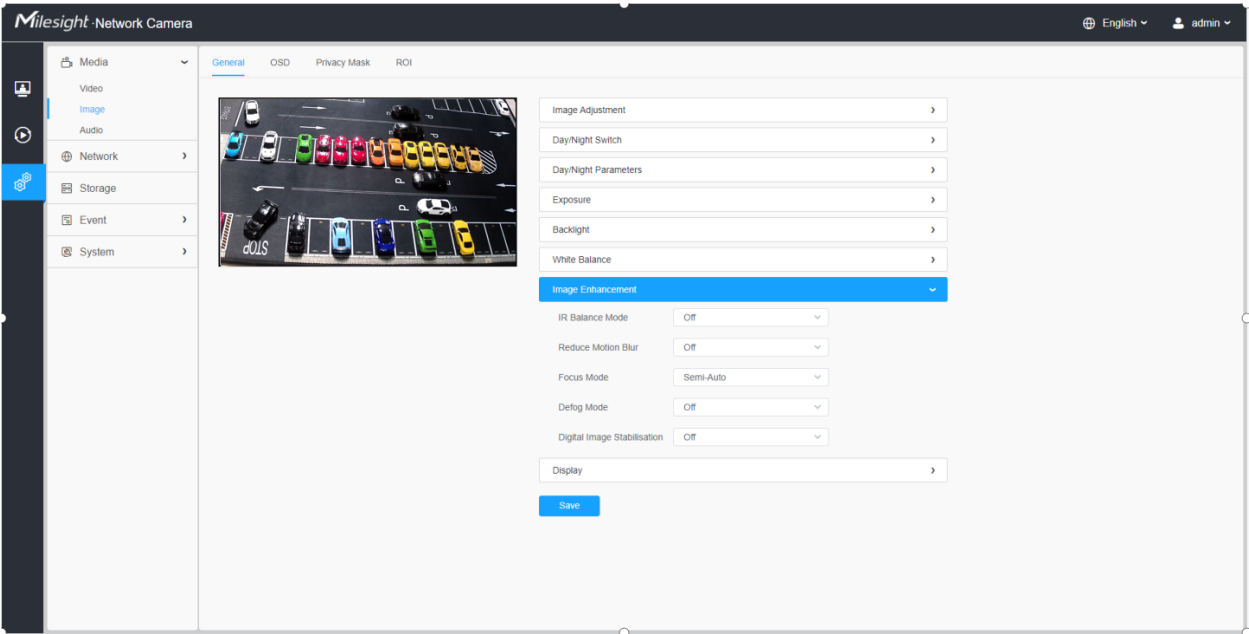 Milesight · Network Camera
English
admin
Media
Video
Image
Audio
Network
Storage
Event
System
General OSD Privacy Mask ROI
P
P
P
P
STOP
Image Adjustment
Day/Night Switch
Day/Night Parameters
Exposure
Backlight
White Balance
Image Enhancement
IR Balance Mode Off
Reduce Motion Blur Off
Focus Mode Semi-Auto
Defog Mode Off
Digital Image Stabilisation Off
Display
Save